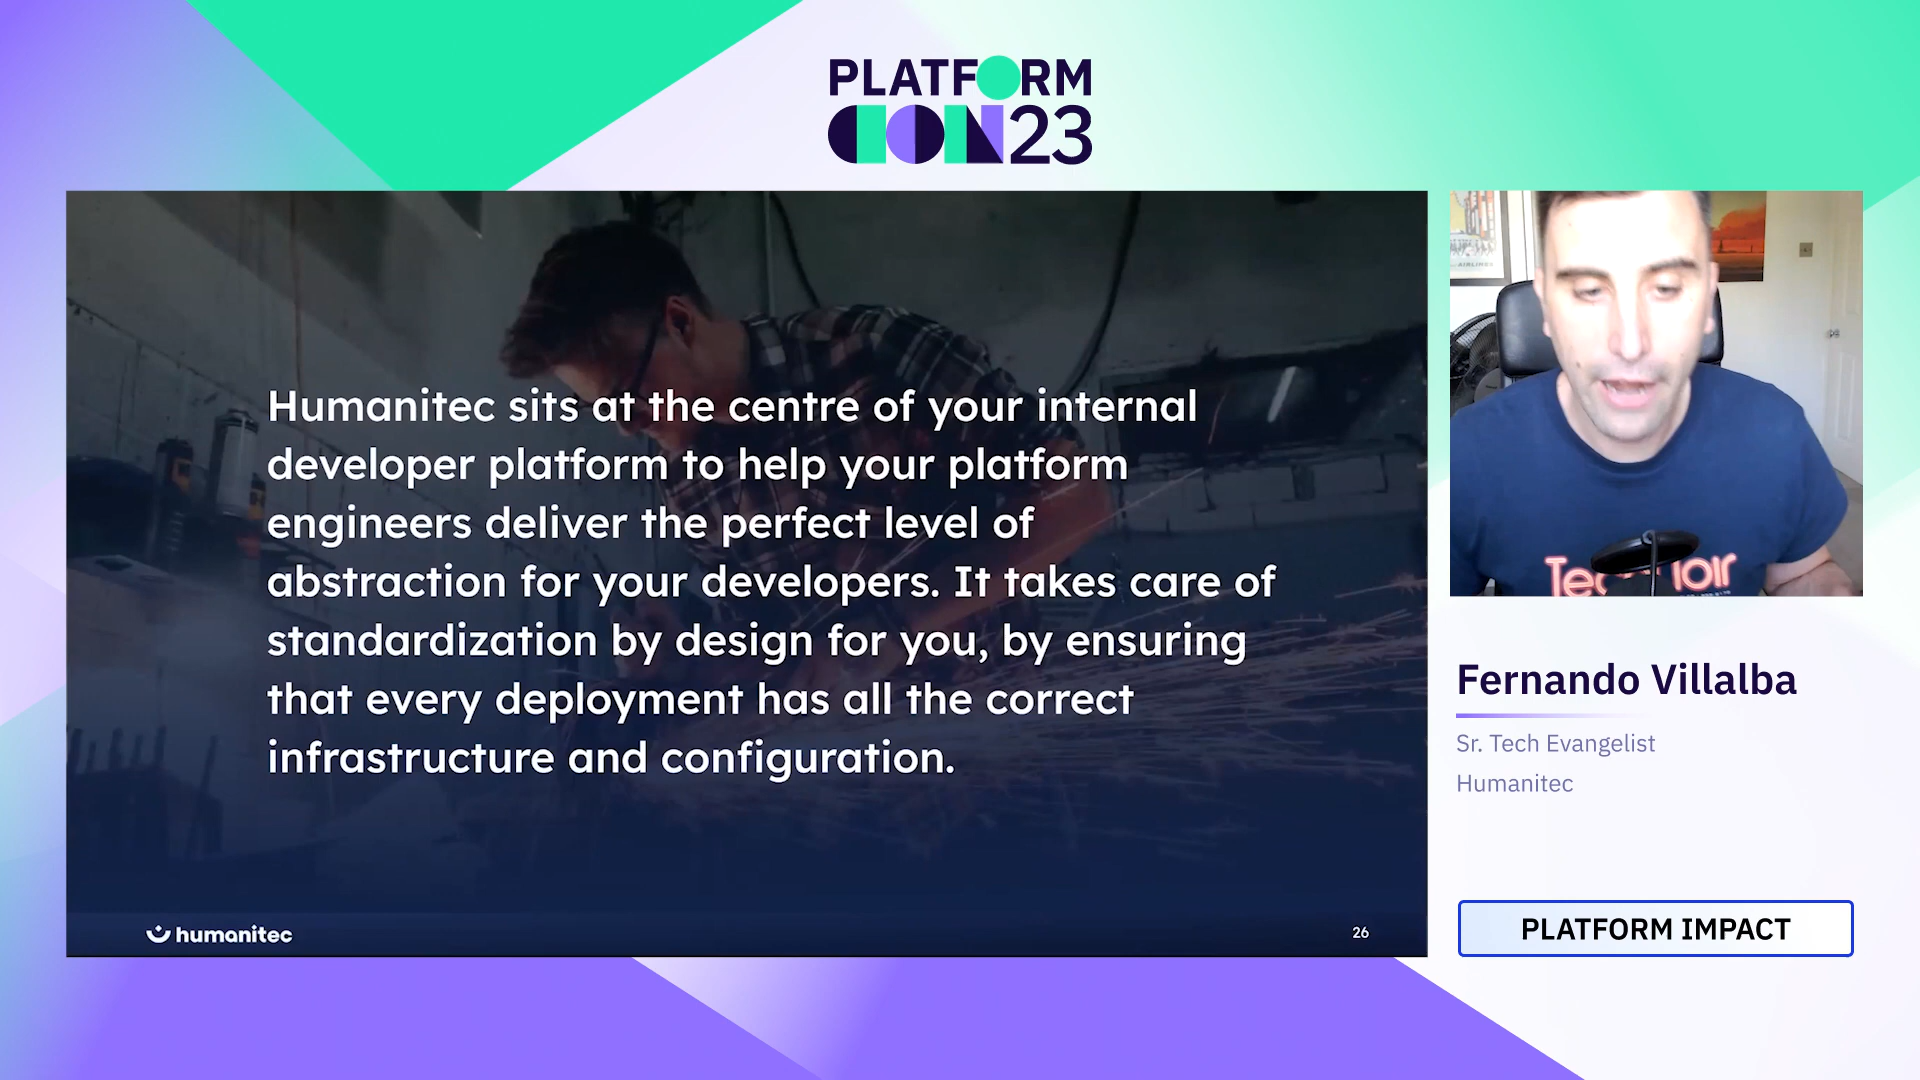 PLATFORM
CON23
Humanitec sits at the centre of your internal
developer platform to help your platform
engineers deliver the perfect level of
abstraction for your developers. It takes care of
standardization by design for you, by ensuring
that every deployment has all the correct
infrastructure and configuration.
humanitec
26
AIRLINES
Fernando Villalba
Sr. Tech Evangelist
Humanitec
PLATFORM IMPACT